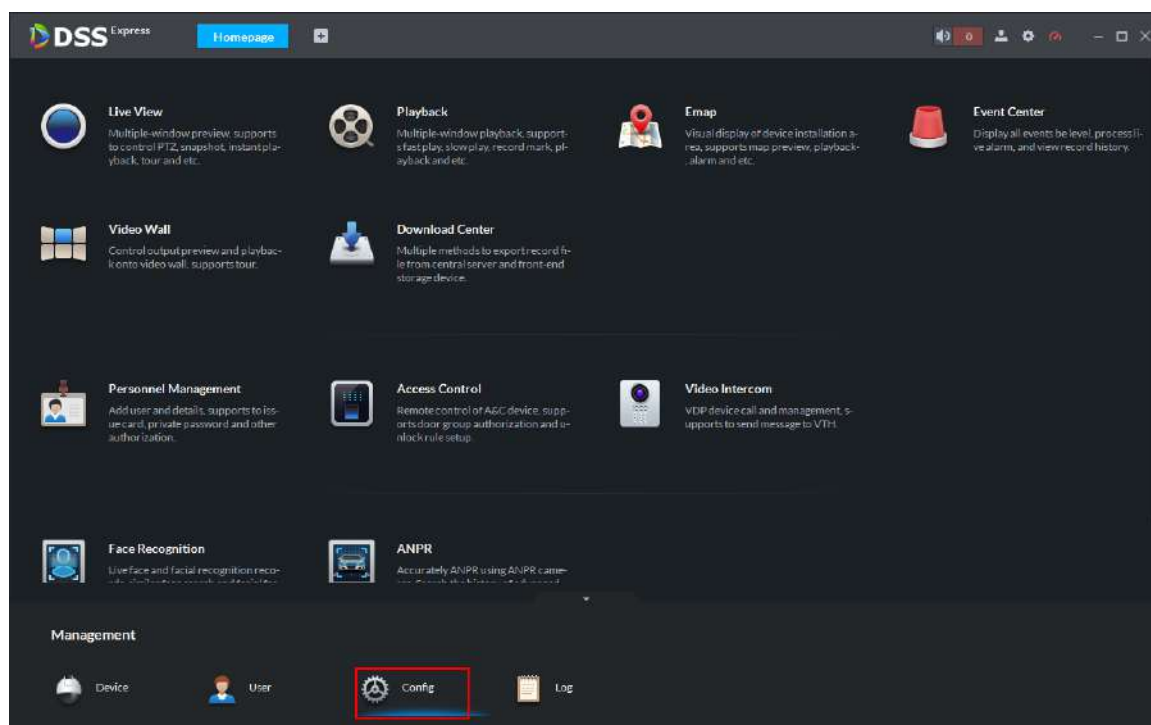 DSS Express
Homepage
0
Live View
Multiple-window preview, supports
to control PTZ, snapshot, instant pla-
yback, tour and etc.
Playback
Multiple-window playback, support-
s fast play, slow play, record mark, pl-
ayback and etc.
Emap
Visual display of device installation a-
rea, supports map preview, playback-
, alarm and etc.
Event Center
Display all events be level, process li-
ve alarm, and view record history.
Video Wall
Control output preview and playbac-
k onto video wall, supports tour.
Download Center
Multiple methods to export record fi-
le from central server and front-end
storage device.
Personnel Management
Add user and details, supports to iss-
ue card, private password and other
authorization.
Access Control
Remote control of A&C device, supp-
orts door group authorization and u-
nlock rule setup.
Video Intercom
VDP device call and management, s-
upports to send message to VTH.
Face Recognition
Live face and facial recognition reco-
ANPR
Accurately ANPR using ANPR came-
Management
Device
User
Config
Log